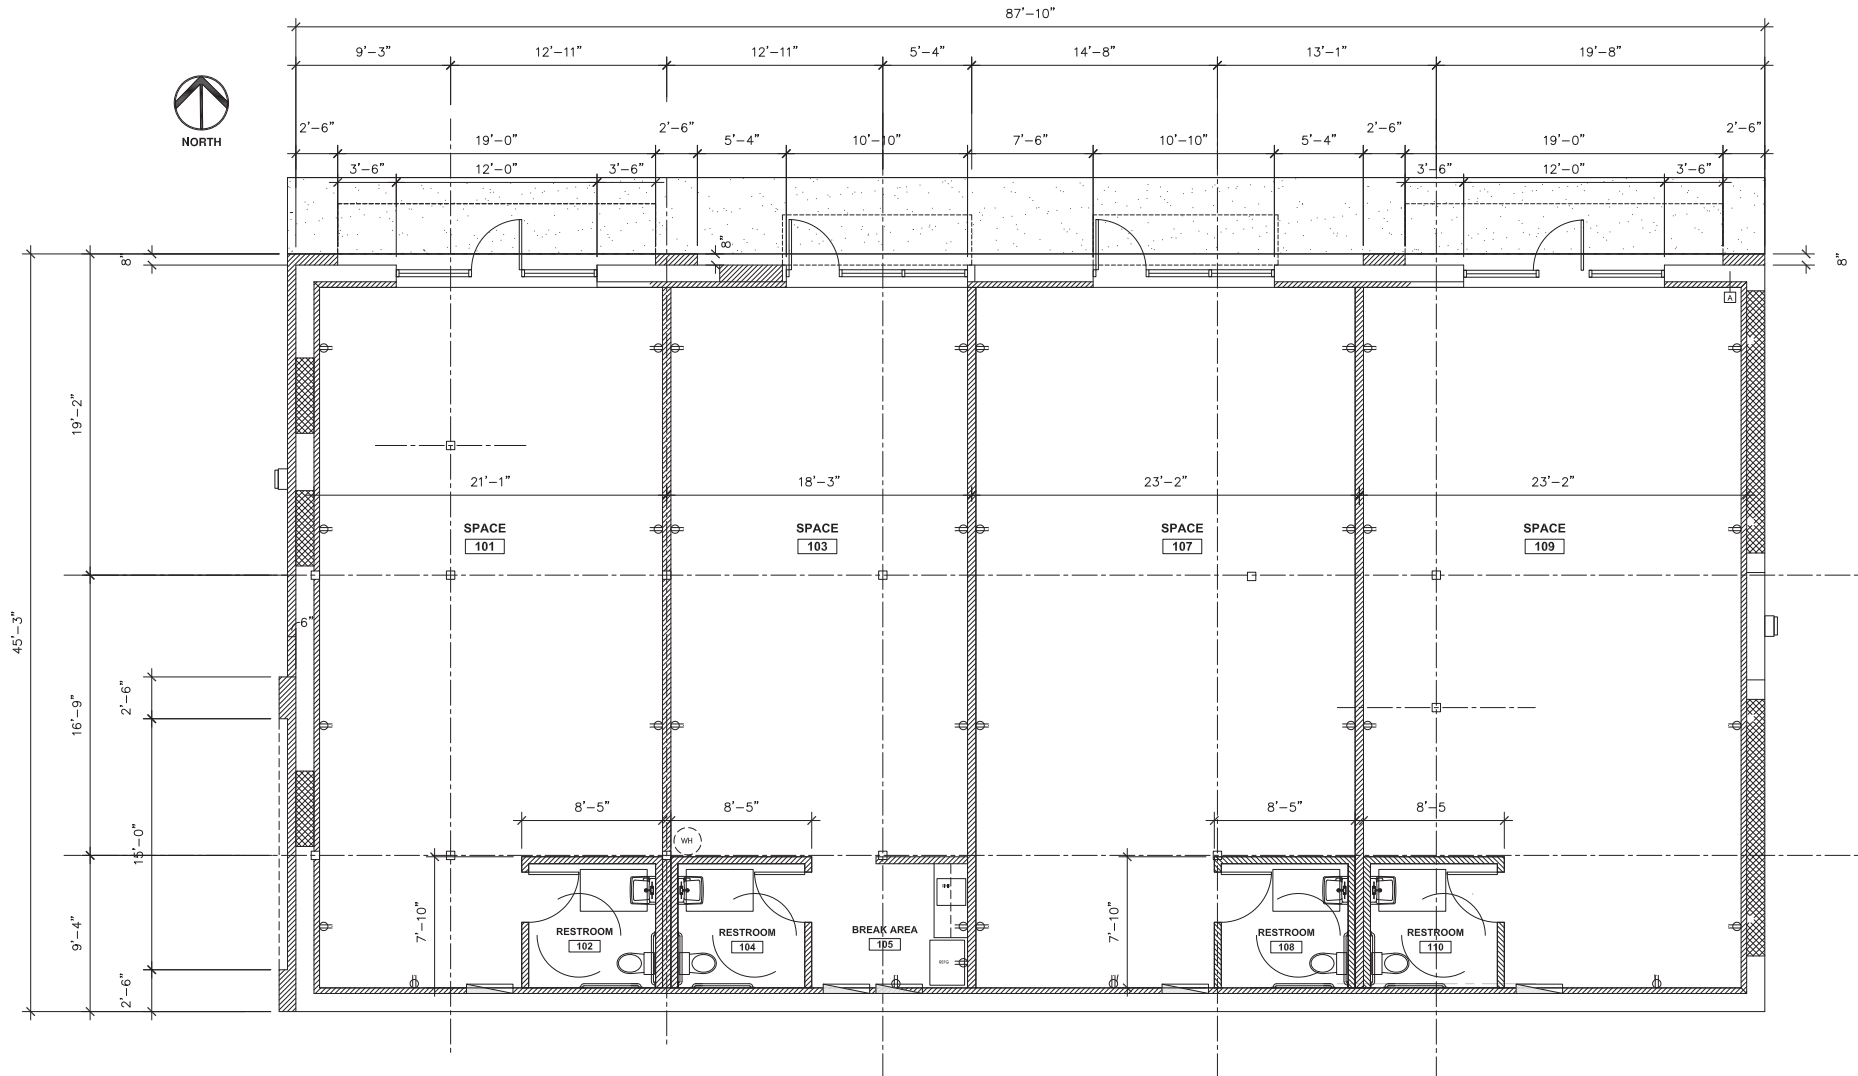 87'-10"
9'-3" 12'-11" 12'-11" 5'-4" 14'-8" 13'-1" 19'-8"
NORTH
2'-6" 19'-0" 2'-6" 5'-4" 10'-10" 7'-6" 10'-10" 5'-4" 2'-6" 19'-0" 2'-6"
3'-6" 12'-0" 3'-6" 3'-6" 12'-0" 3'-6"
8" 8" 8"
A
19'-2"
21'-1" 18'-3" 23'-2" 23'-2"
SPACE SPACE SPACE SPACE
101 103 107 109
45'-3"
-6"
2'-6" 16'-9"
8'-5" 8'-5" 8'-5" 8'-5
15'-0"
WH
9'-4" 7'-10" 7'-10"
RESTROOM RESTROOM BREAK AREA RESTROOM RESTROOM
102 104 105 108 110
REFG
2'-6"